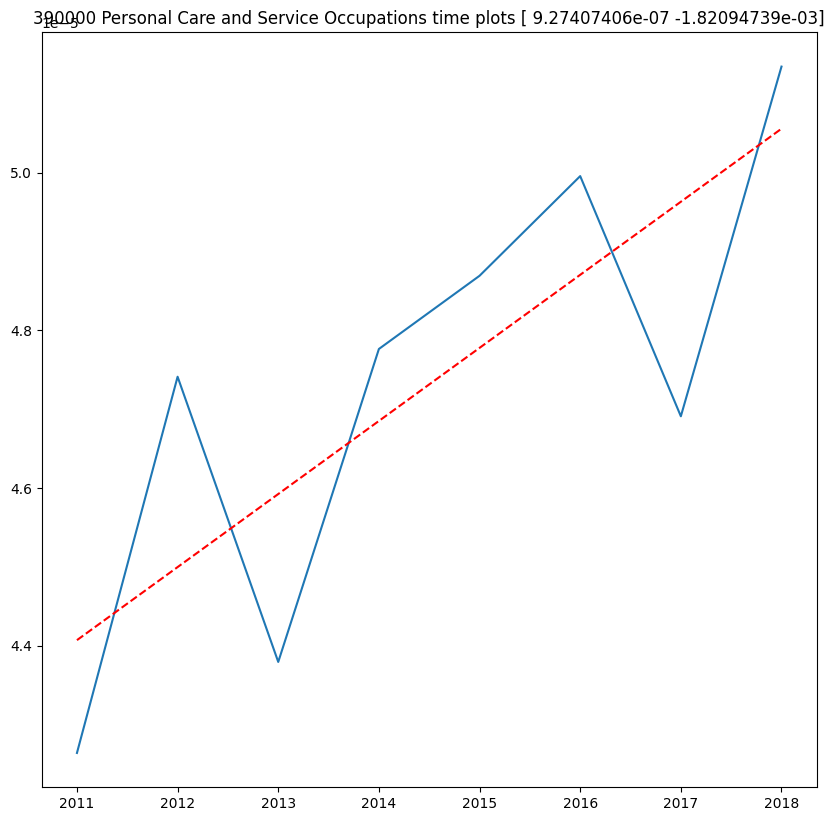 390000 Personal Care and Service Occupations time plots [ 9.27407406e-07 -1.82094739e-03]
1e−5
5.0
4.8
4.6
4.4
2011 2012 2013 2014 2015 2016 2017 2018